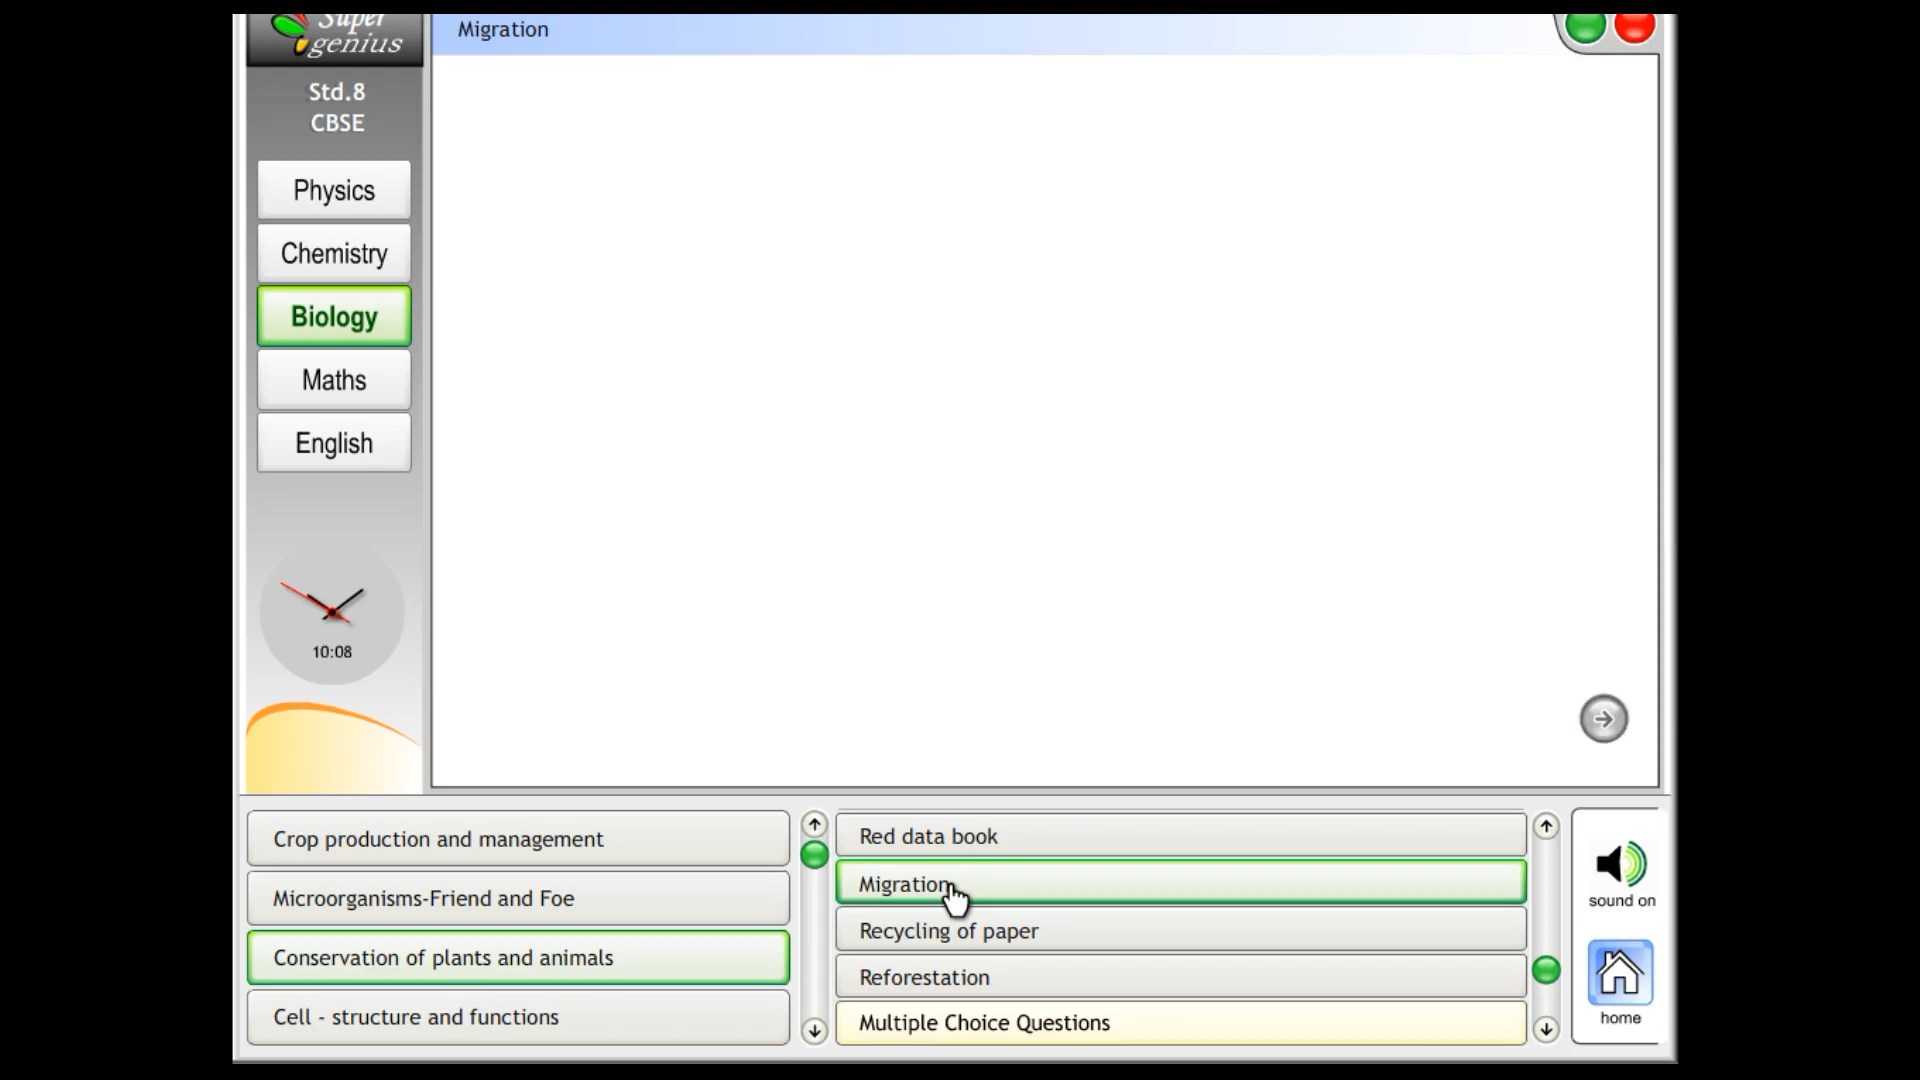 Super
genius
Migration
Std.8
CBSE
Physics
Chemistry
Biology
Maths
English
10:08
Crop production and management
Microorganisms-Friend and Foe
Conservation of plants and animals
Cell - structure and functions
Red data book
Migration
Recycling of paper
Reforestation
Multiple Choice Questions
sound on
home